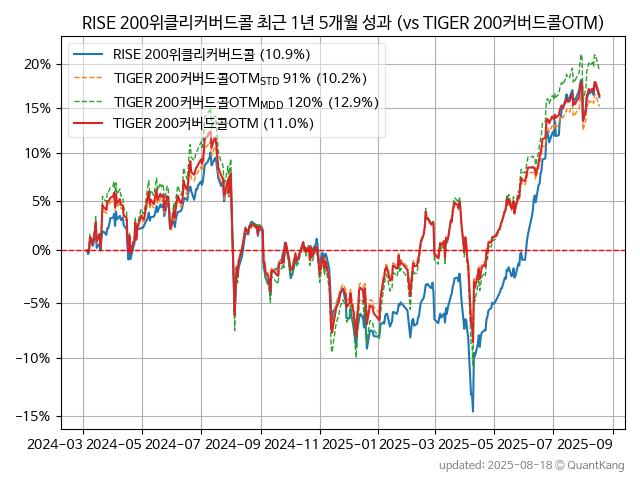 RISE 200위클리커버드콜 최근 1년 5개월 성과 (vs TIGER 200커버드콜OTM)
RISE 200위클리커버드콜 (10.9%)
TIGER 200커버드콜OTM_STD 91% (10.2%)
TIGER 200커버드콜OTM_MDD 120% (12.9%)
TIGER 200커버드콜OTM (11.0%)
20%
15%
10%
5%
0%
−5%
−10%
−15%
2024-03 2024-05 2024-07 2024-09 2024-11 2025-01 2025-03 2025-05 2025-07 2025-09
updated: 2025-08-18 © QuantKang